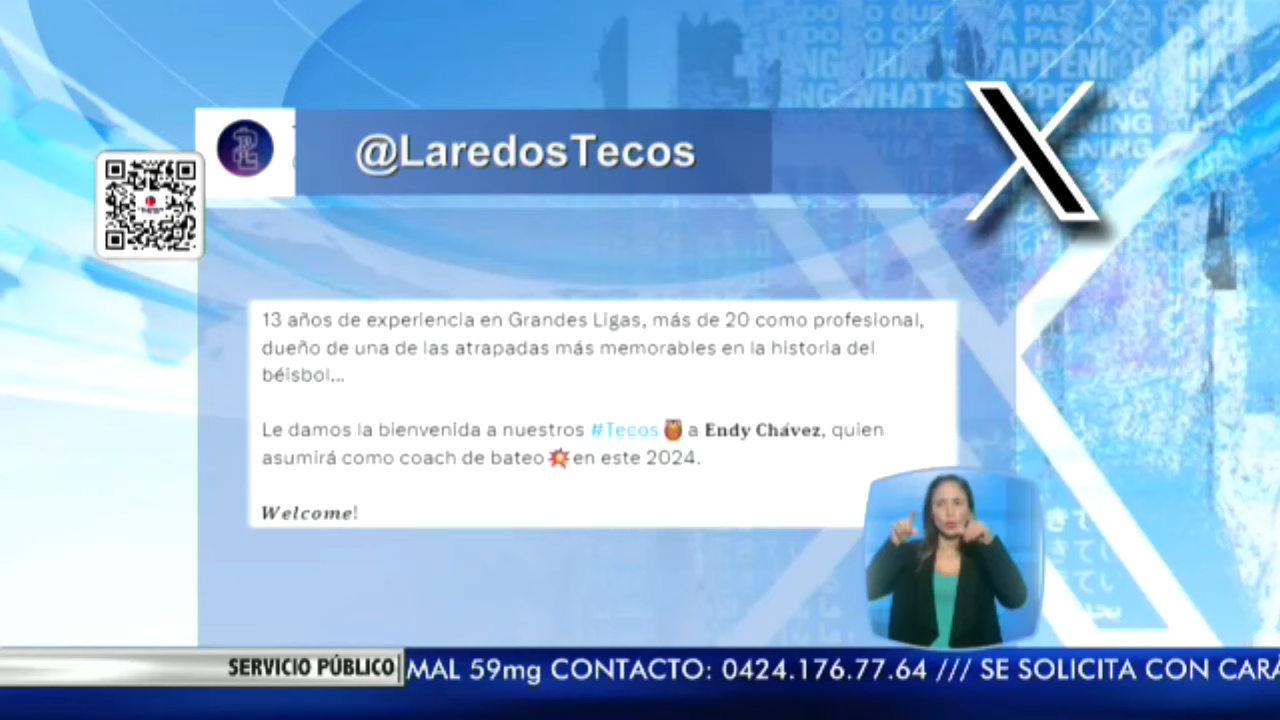 @LaredosTecos
13 años de experiencia en Grandes Ligas, más de 20 como profesional,
dueño de una de las atrapadas más memorables en la historia del
béisbol...
Le damos la bienvenida a nuestros #Tecos 🦉 a Endy Chávez, quien
asumirá como coach de bateo 💥 en este 2024.
Welcome!
SERVICIO PÚBLICO
MAL 59mg CONTACTO: 0424.176.77.64 /// SE SOLICITA CON CARÁ